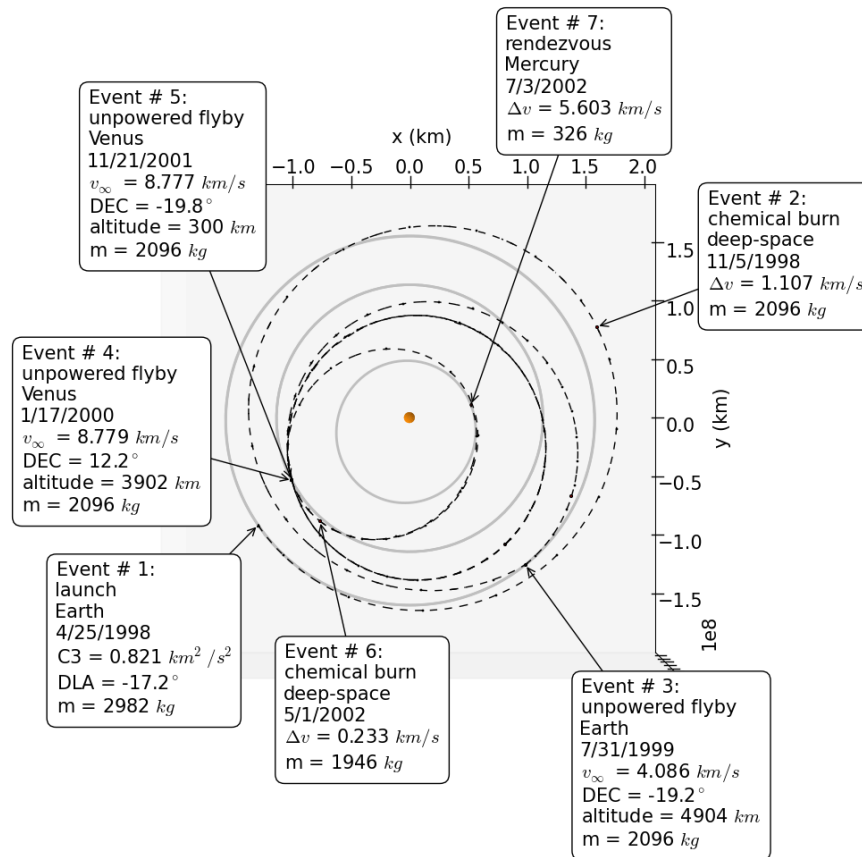 Event # 7:
rendezvous
Mercury
7/3/2002
Δv = 5.603 km/s
m = 326 kg
Event # 5:
unpowered flyby
Venus
11/21/2001
v∞ = 8.777 km/s
DEC = -19.8°
altitude = 300 km
m = 2096 kg
x (km)
−1.0 −0.5 0.0 0.5 1.0 1.5 2.0
Event # 2:
chemical burn
deep-space
11/5/1998
Δv = 1.107 km/s
m = 2096 kg
1.5
1.0
0.5
0.0
−0.5
−1.0
−1.5
y (km)
1e8
Event # 4:
unpowered flyby
Venus
1/17/2000
v∞ = 8.779 km/s
DEC = 12.2°
altitude = 3902 km
m = 2096 kg
Event # 1:
launch
Earth
4/25/1998
C3 = 0.821 km² /s²
DLA = -17.2°
m = 2982 kg
Event # 6:
chemical burn
deep-space
5/1/2002
Δv = 0.233 km/s
m = 1946 kg
Event # 3:
unpowered flyby
Earth
7/31/1999
v∞ = 4.086 km/s
DEC = -19.2°
altitude = 4904 km
m = 2096 kg